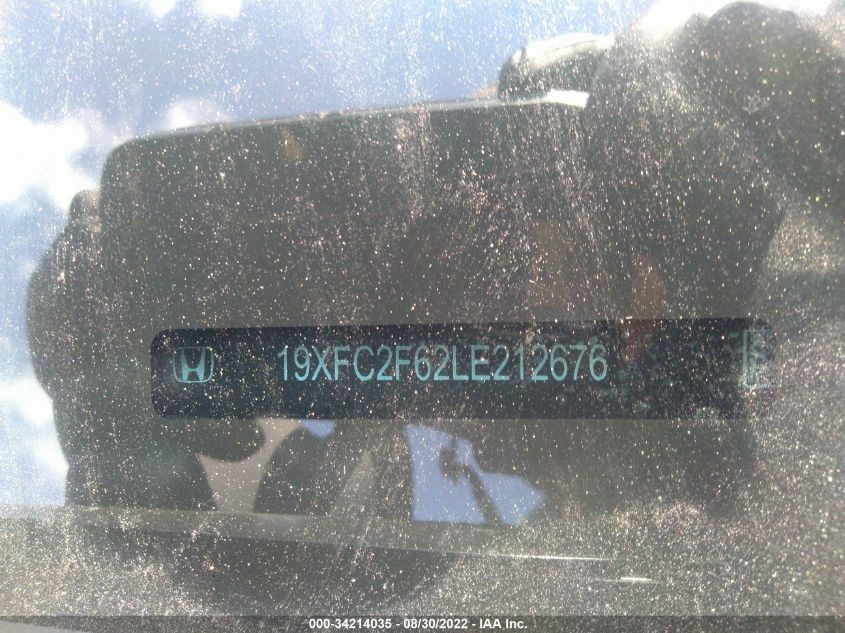 19XFC2F62LE212676
000-34214035 - 08/30/2022 - IAA Inc.